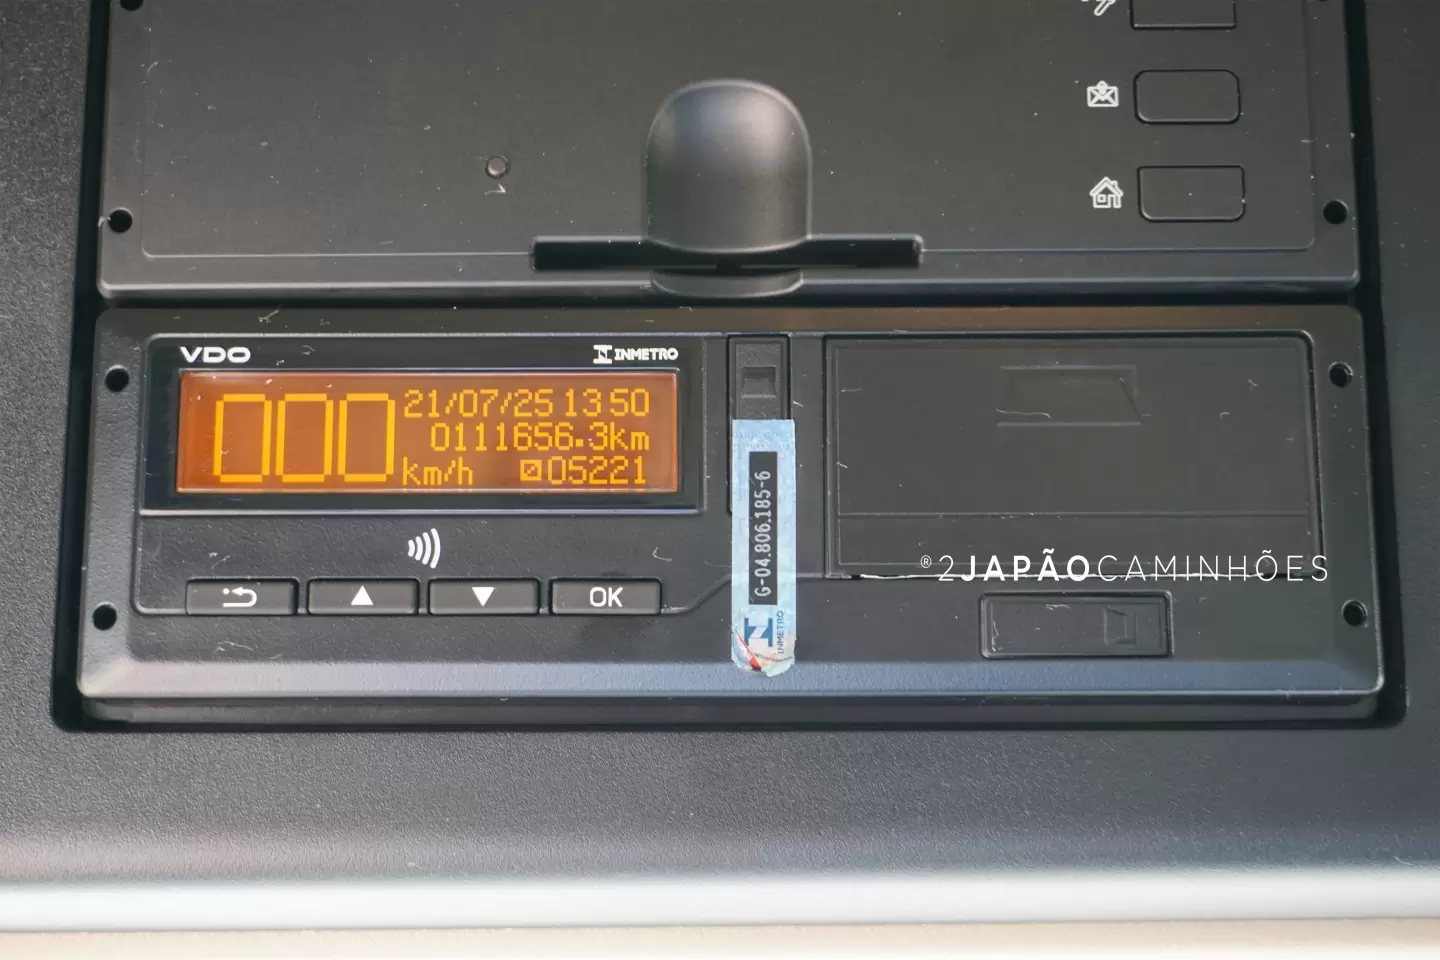 VDO
INMETRO
000
21/07/25 13 50
0111656.3km
km/h
05221
OK
G-04.806.185-6
INMETRO
®2JAPÃOCAMINHÕES